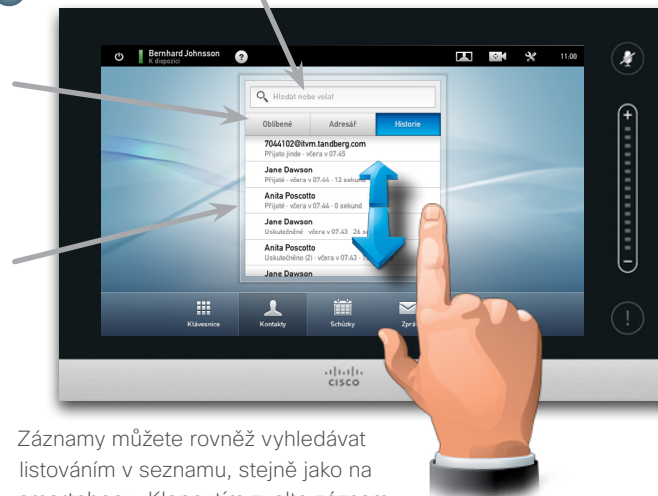 Bernhard Johnsson
K dispozici
?
11:00
Hledat nebo volat
Oblíbené
Adresář
Historie
7044102@itvm.tandberg.com
Přijato jinde · včera v 07.45
Jane Dawson
Přijaté · včera v 07.44 · 12 sekund
Anita Poscotto
Přijaté · včera v 07.44 · 0 sekund
Jane Dawson
Uskutečněné · včera v 07.43 · 26
Anita Poscotto
Uskutečněno (2) · včera v 07.43 ·
Jane Dawson
Klávesnice
Kontakty
Schůzky
+
−
!
CISCO
Záznamy můžete rovněž vyhledávat
listováním v seznamu, stejně jako na